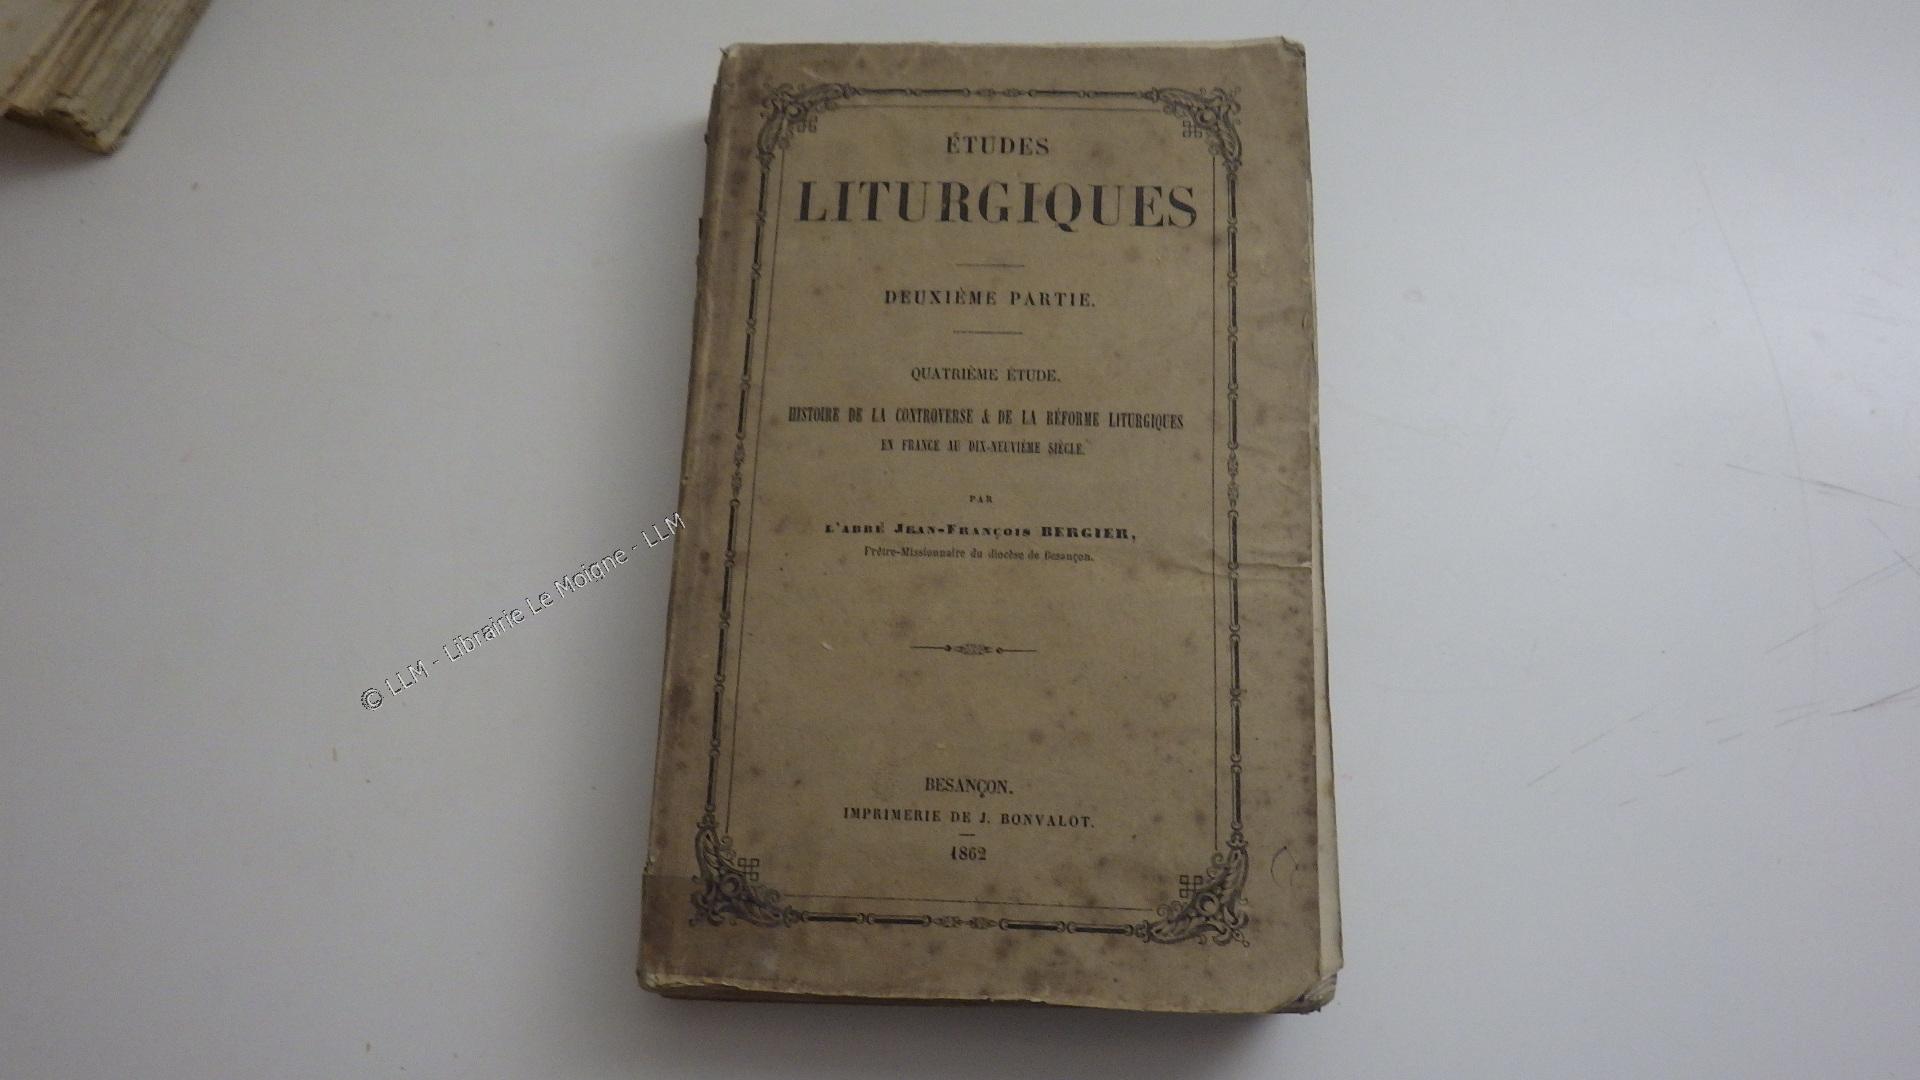 ÉTUDES
LITURGIQUES
DEUXIÈME PARTIE.
QUATRIÈME ÉTUDE.
HISTOIRE DE LA CONTROVERSE & DE LA RÉFORME LITURGIQUES
EN FRANCE AU DIX-NEUVIÈME SIÈCLE.
PAR
L'ABBÉ JEAN-FRANÇOIS BERGIER,
Prêtre-Missionnaire du diocèse de Besançon.
BESANÇON.
IMPRIMERIE DE J. BONVALOT.
1862
© LLM - Librairie Le Moigne - LLM